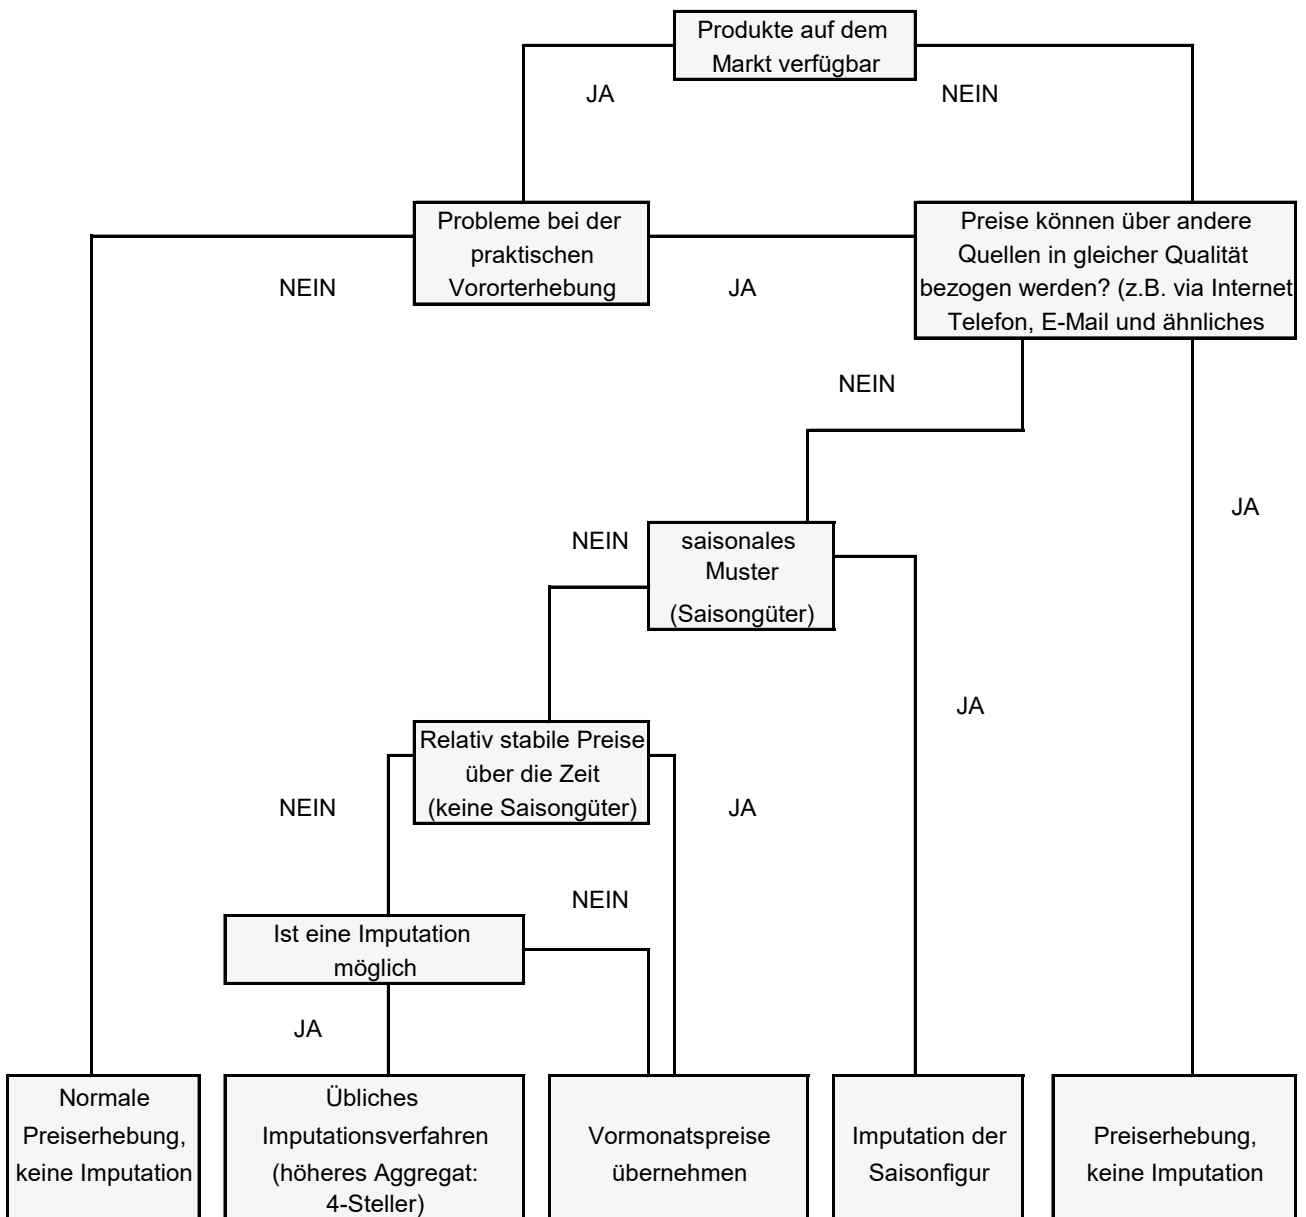 Produkte auf dem
Markt verfügbar
JA
NEIN
Probleme bei der
praktischen
Vororterhebung
Preise können über andere
Quellen in gleicher Qualität
bezogen werden? (z.B. via Internet
Telefon, E-Mail und ähnliches
NEIN
JA
NEIN
JA
NEIN
saisonales
Muster
(Saisongüter)
JA
Relativ stabile Preise
über die Zeit
(keine Saisongüter)
NEIN
JA
NEIN
Ist eine Imputation
möglich
JA
Normale
Preiserhebung,
keine Imputation
Übliches
Imputationsverfahren
(höheres Aggregat:
4-Steller)
Vormonatspreise
übernehmen
Imputation der
Saisonfigur
Preiserhebung,
keine Imputation